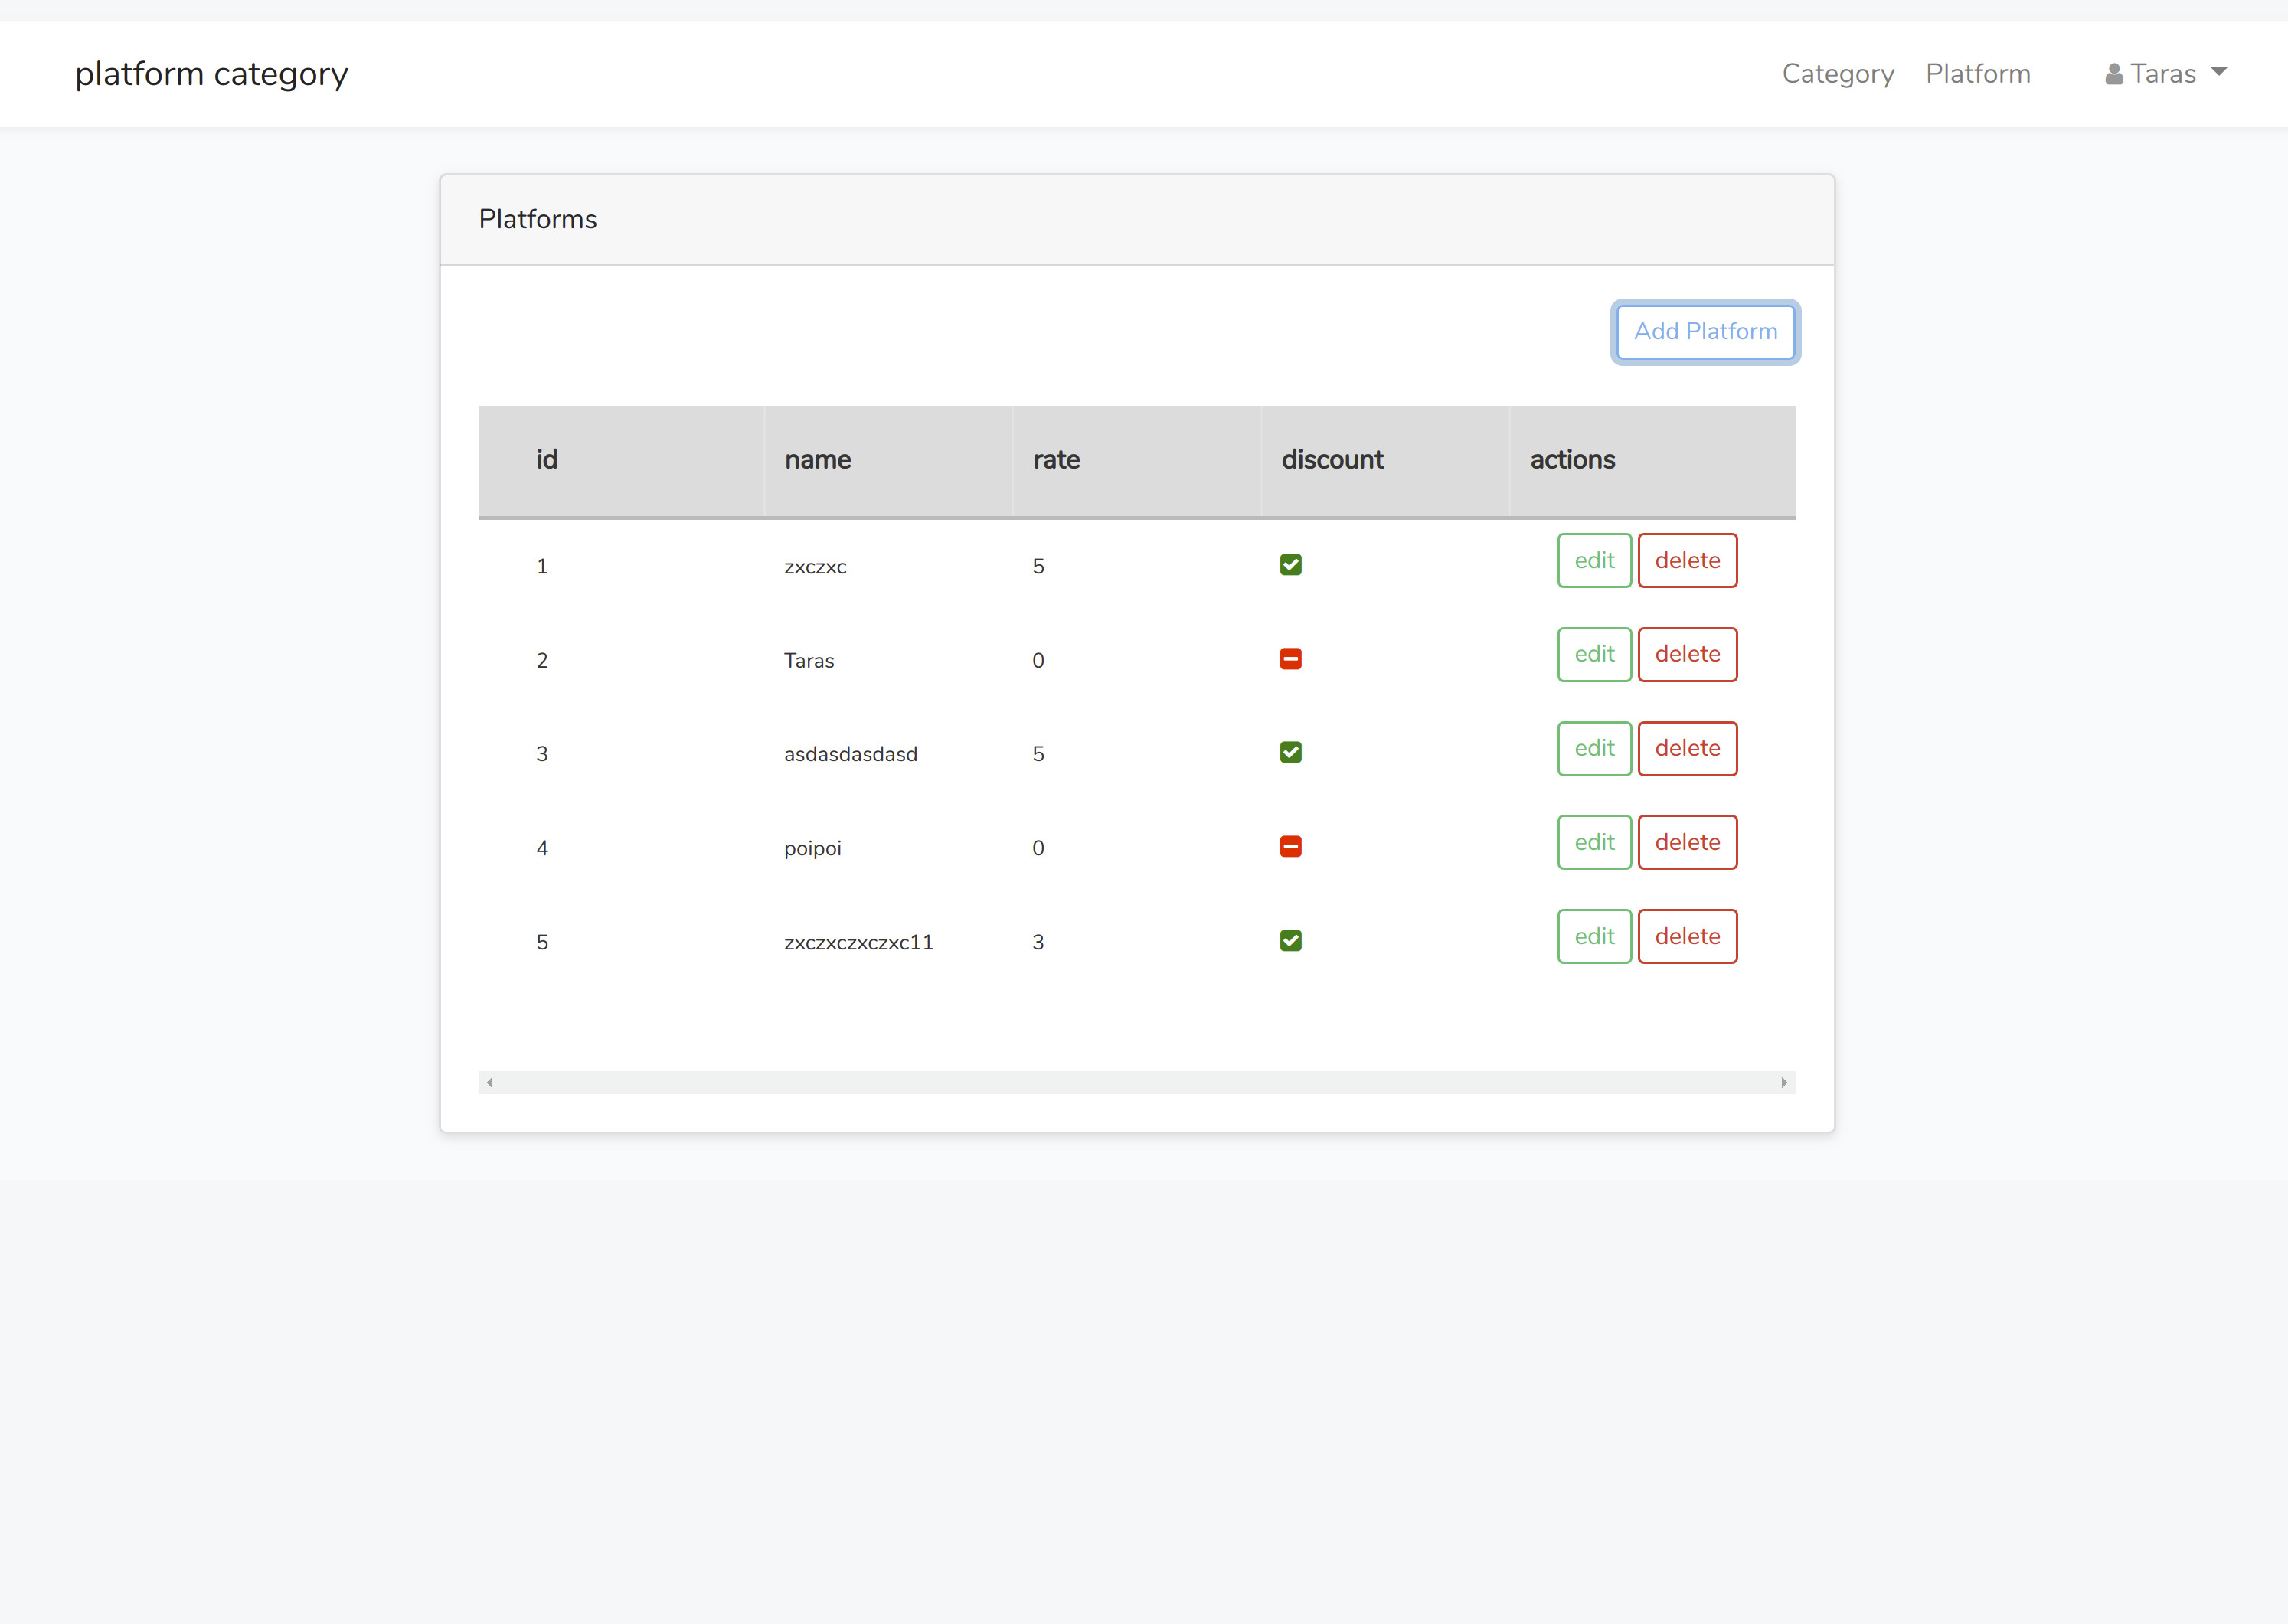 platform category Category Platform Taras
Platforms
Add Platform
id name rate discount actions
1 zxczxc 5 edit delete
2 Taras 0 edit delete
3 asdasdasdasd 5 edit delete
4 poipoi 0 edit delete
5 zxczxczxczxc11 3 edit delete